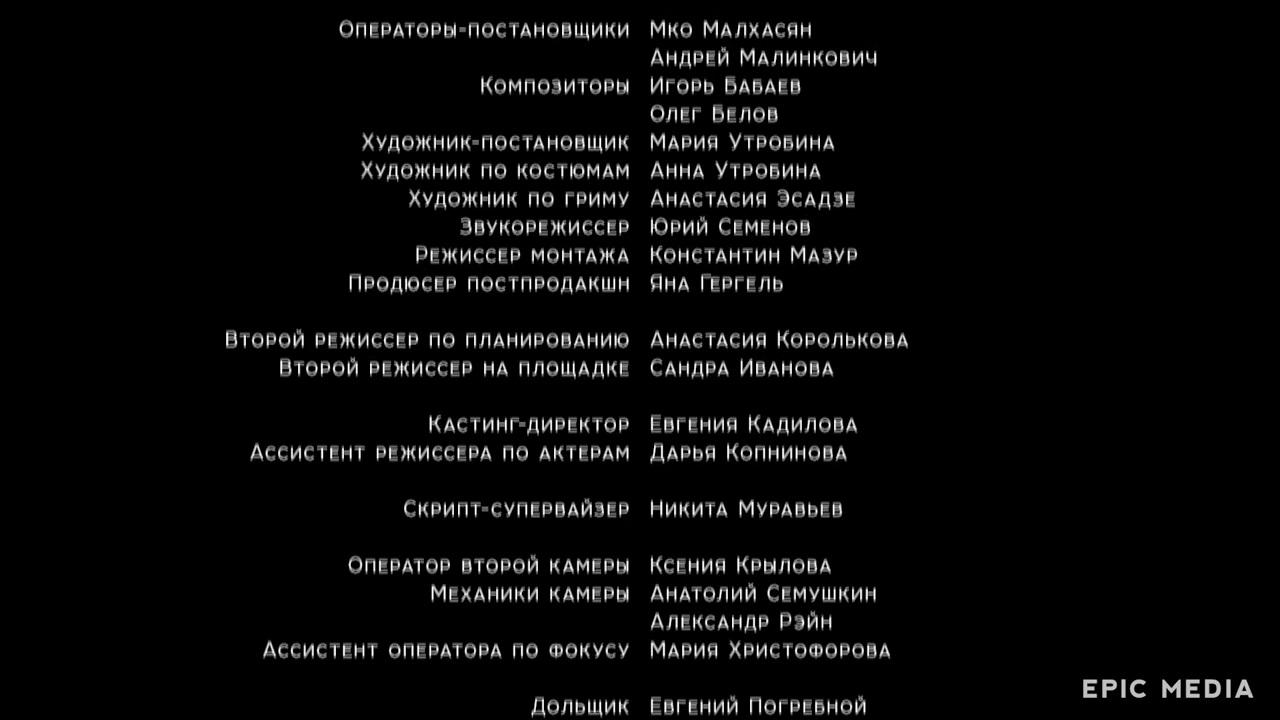 Операторы-постановщики Мко Малхасян
Андрей Малинкович
Композиторы Игорь Бабаев
Олег Белов
Художник-постановщик Мария Утробина
Художник по костюмам Анна Утробина
Художник по гриму Анастасия Эсадзе
Звукорежиссер Юрий Семенов
Режиссер монтажа Константин Мазур
Продюсер постпродакшн Яна Гергель
Второй режиссер по планированию Анастасия Королькова
Второй режиссер на площадке Сандра Иванова
Кастинг-директор Евгения Кадилова
Ассистент режиссера по актерам Дарья Копнинова
Скрипт-супервайзер Никита Муравьев
Оператор второй камеры Ксения Крылова
Механики камеры Анатолий Семушкин
Александр Рэйн
Ассистент оператора по фокусу Мария Христофорова
Дольщик Евгений Погребной
EPIC MEDIA